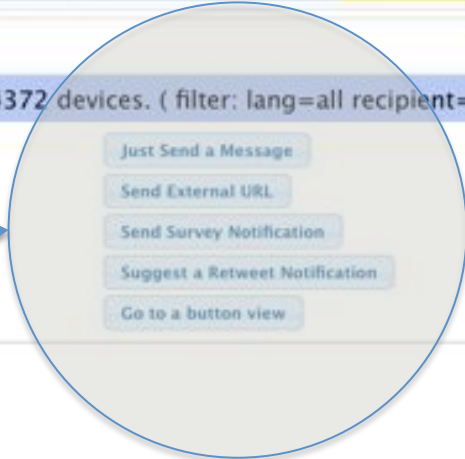 4372 devices. ( filter: lang=all recipient=
Just Send a Message
Send External URL
Send Survey Notification
Suggest a Retweet Notification
Go to a button view